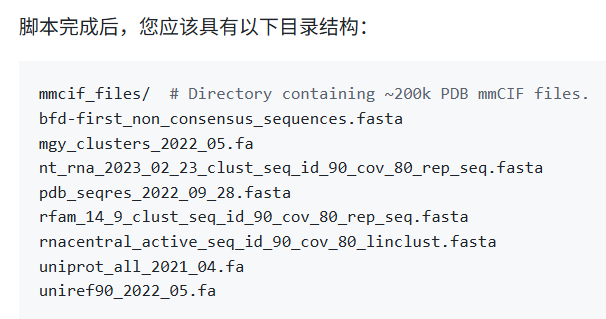 脚本完成后，您应该具有以下目录结构：
mmcif_files/  # Directory containing ~200k PDB mmCIF files.
bfd-first_non_consensus_sequences.fasta
mgy_clusters_2022_05.fa
nt_rna_2023_02_23_clust_seq_id_90_cov_80_rep_seq.fasta
pdb_seqres_2022_09_28.fasta
rfam_14_9_clust_seq_id_90_cov_80_rep_seq.fasta
rnacentral_active_seq_id_90_cov_80_linclust.fasta
uniprot_all_2021_04.fa
uniref90_2022_05.fa